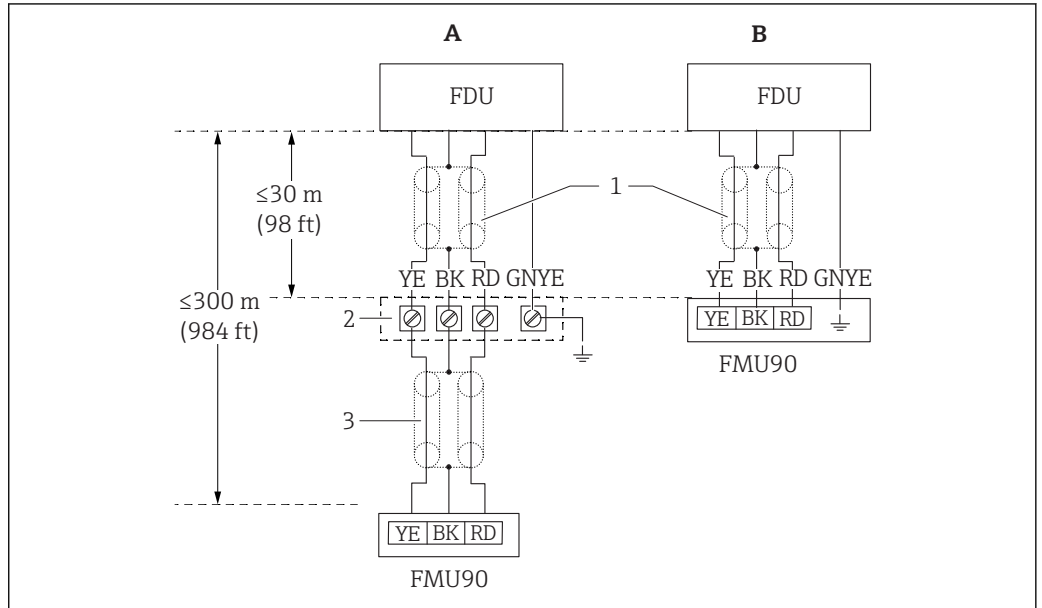 A B
FDU FDU
≤30 m
(98 ft)
1
YE BK RD GNYE YE BK RD GNYE
≤300 m
(984 ft)
2
YE BK RD
FMU90
3
YE BK RD
FMU90